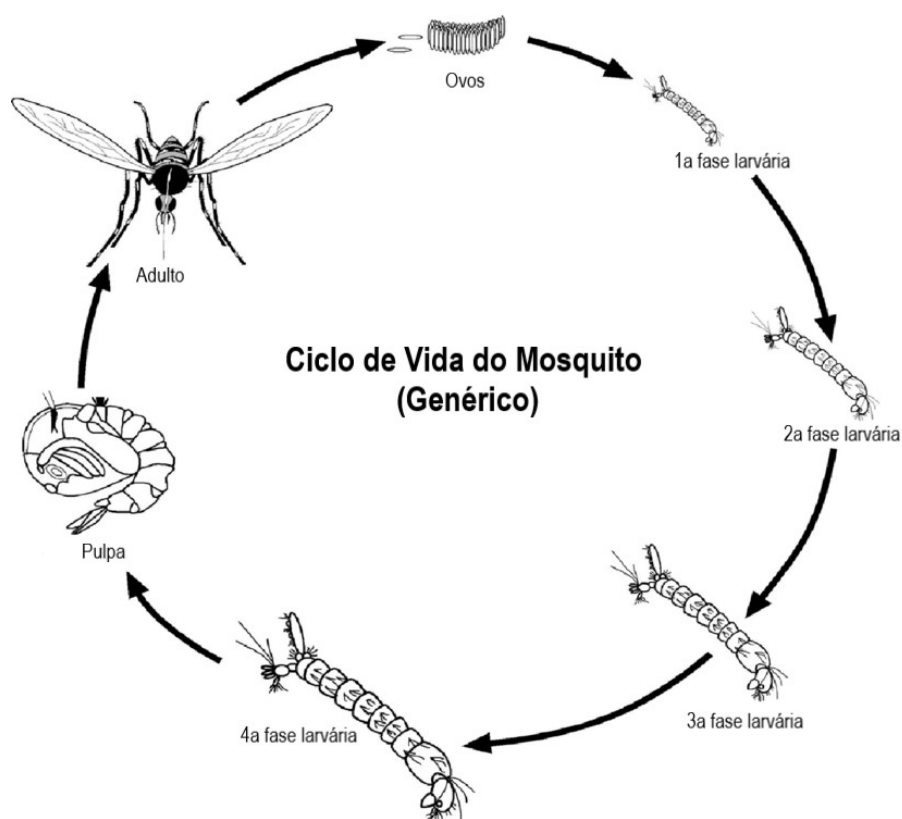 Ovos
1a fase larvária
Adulto
Ciclo de Vida do Mosquito
(Genérico)
2a fase larvária
Pulpa
3a fase larvária
4a fase larvária